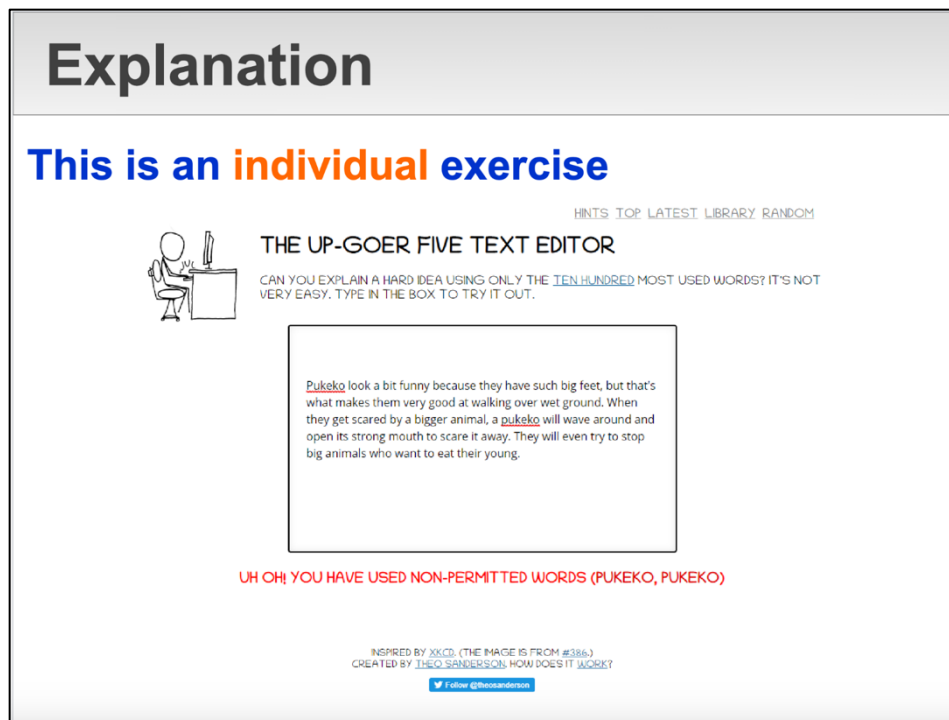 Explanation
This is an individual exercise
HINTS TOP LATEST LIBRARY RANDOM
THE UP-GOER FIVE TEXT EDITOR
CAN YOU EXPLAIN A HARD IDEA USING ONLY THE TEN HUNDRED MOST USED WORDS? IT'S NOT
VERY EASY. TYPE IN THE BOX TO TRY IT OUT.
Pukeko look a bit funny because they have such big feet, but that's
what makes them very good at walking over wet ground. When
they get scared by a bigger animal, a pukeko will wave around and
open its strong mouth to scare it away. They will even try to stop
big animals who want to eat their young.
UH OH! YOU HAVE USED NON-PERMITTED WORDS (PUKEKO, PUKEKO)
INSPIRED BY XKCD. (THE IMAGE IS FROM #386.)
CREATED BY THEO SANDERSON. HOW DOES IT WORK?
Follow @theosanderson